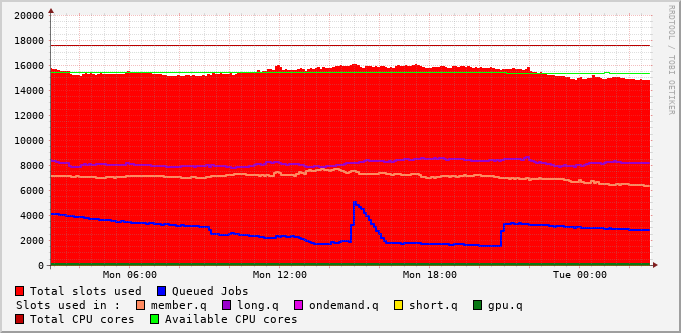 20000
18000
16000
14000
12000
10000
8000
6000
4000
2000
0
Mon 06:00 Mon 12:00 Mon 18:00 Tue 00:00
RRDTOOL / TOBI OETIKER
Total slots used Queued Jobs
Slots used in : member.q long.q ondemand.q short.q gpu.q
Total CPU cores Available CPU cores